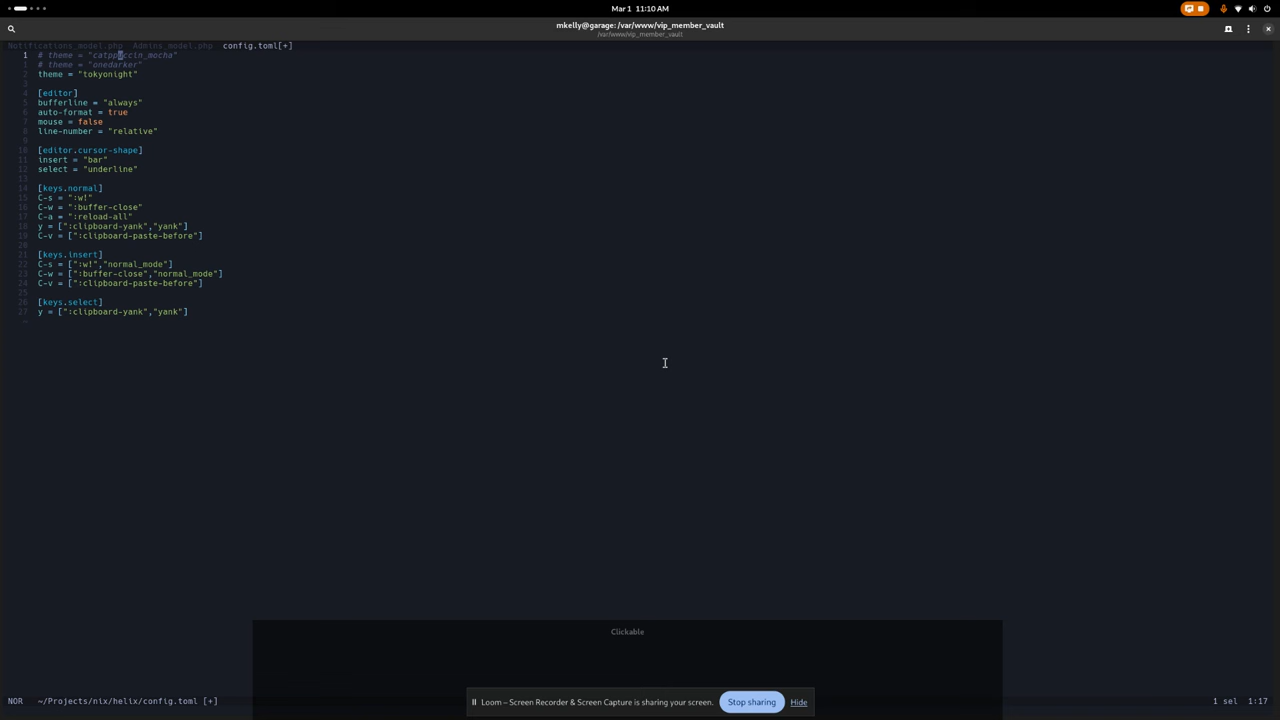 Mar 1 11:10 AM
mkelly@garage: /var/www/vip_member_vault
/var/www/vip_member_vault
Notifications_model.php Admins_model.php config.toml[+]
1 # theme = "catppuccin_mocha"
1 # theme = "onedarker"
2 theme = "tokyonight"
3
4 [editor]
5 bufferline = "always"
6 auto-format = true
7 mouse = false
8 line-number = "relative"
9
10 [editor.cursor-shape]
11 insert = "bar"
12 select = "underline"
13
14 [keys.normal]
15 C-s = ":w!"
16 C-w = ":buffer-close"
17 C-a = ":reload-all"
18 y = [":clipboard-yank","yank"]
19 C-v = [":clipboard-paste-before"]
20
21 [keys.insert]
22 C-s = [":w!","normal_mode"]
23 C-w = [":buffer-close","normal_mode"]
24 C-v = [":clipboard-paste-before"]
25
26 [keys.select]
27 y = [":clipboard-yank","yank"]
~
Clickable
Loom – Screen Recorder & Screen Capture is sharing your screen. Stop sharing Hide
NOR ~/Projects/nix/helix/config.toml [+] 1 sel 1:17